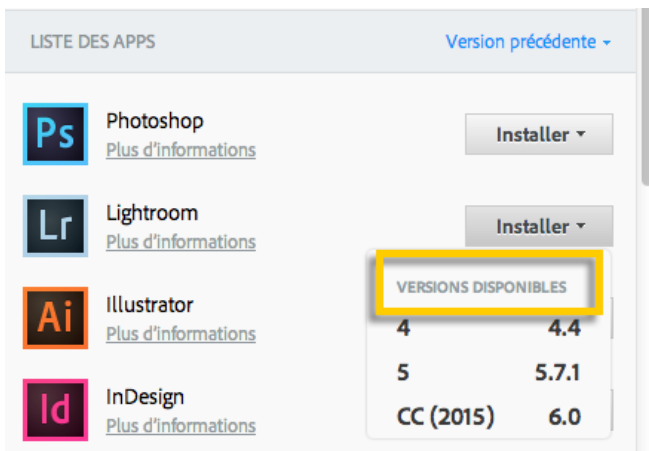 LISTE DES APPS Version précédente
Ps Photoshop Installer
Plus d'informations
Lr Lightroom Installer
Plus d'informations
VERSIONS DISPONIBLES
Ai Illustrator
4 4.4
Plus d'informations
5 5.7.1
Id InDesign
CC (2015) 6.0
Plus d'informations